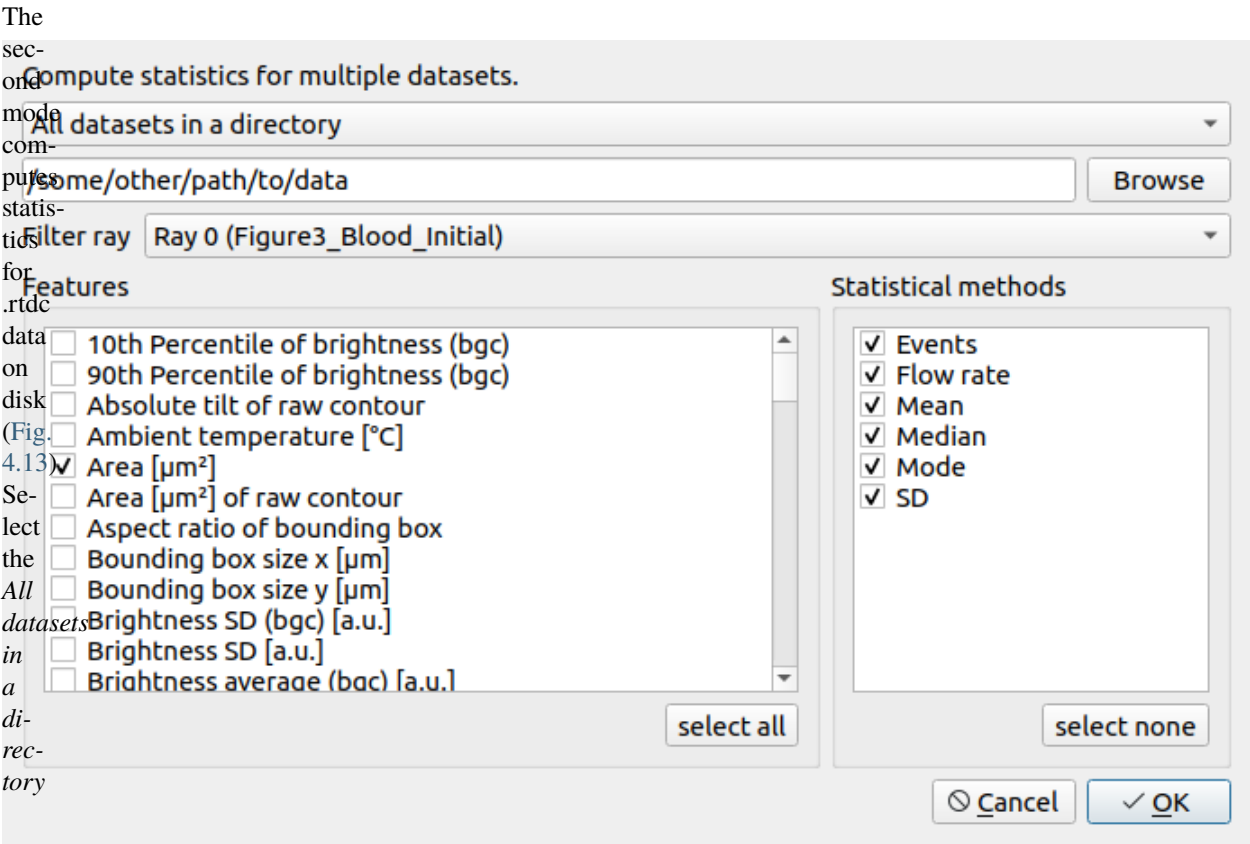 The
sec-
ond
mode
com-
putes
statis-
tics
for
.rtdc
data
on
disk
(Fig.
4.13)
Se-
lect
the
All
datasets
in
a
di-
rec-
tory
Compute statistics for multiple datasets.
All datasets in a directory
/some/other/path/to/data
Browse
Filter ray Ray 0 (Figure3_Blood_Initial)
Features
10th Percentile of brightness (bgc)
90th Percentile of brightness (bgc)
Absolute tilt of raw contour
Ambient temperature [°C]
Area [µm²]
Area [µm²] of raw contour
Aspect ratio of bounding box
Bounding box size x [µm]
Bounding box size y [µm]
Brightness SD (bgc) [a.u.]
Brightness SD [a.u.]
Brightness average (bgc) [a.u.]
select all
Statistical methods
Events
Flow rate
Mean
Median
Mode
SD
select none
Cancel
OK